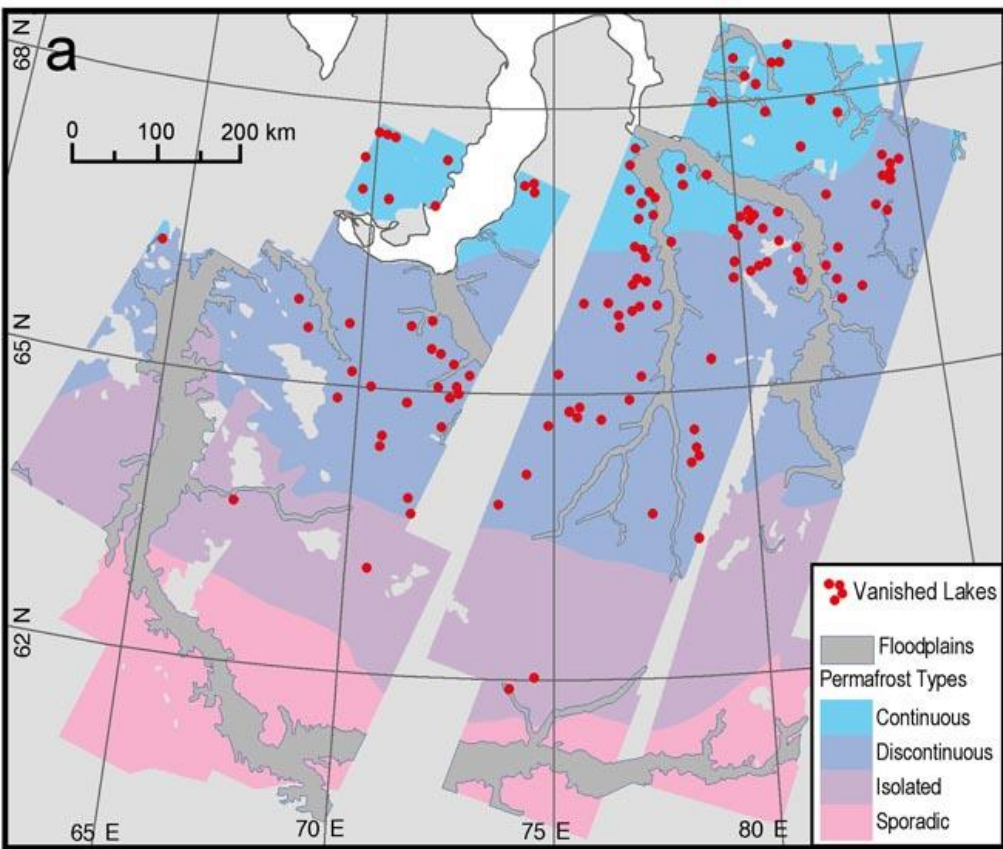 a
68 N
0 100 200 km
65 N
62 N
65 E
70 E
75 E
80 E
Vanished Lakes
Floodplains
Permafrost Types
Continuous
Discontinuous
Isolated
Sporadic